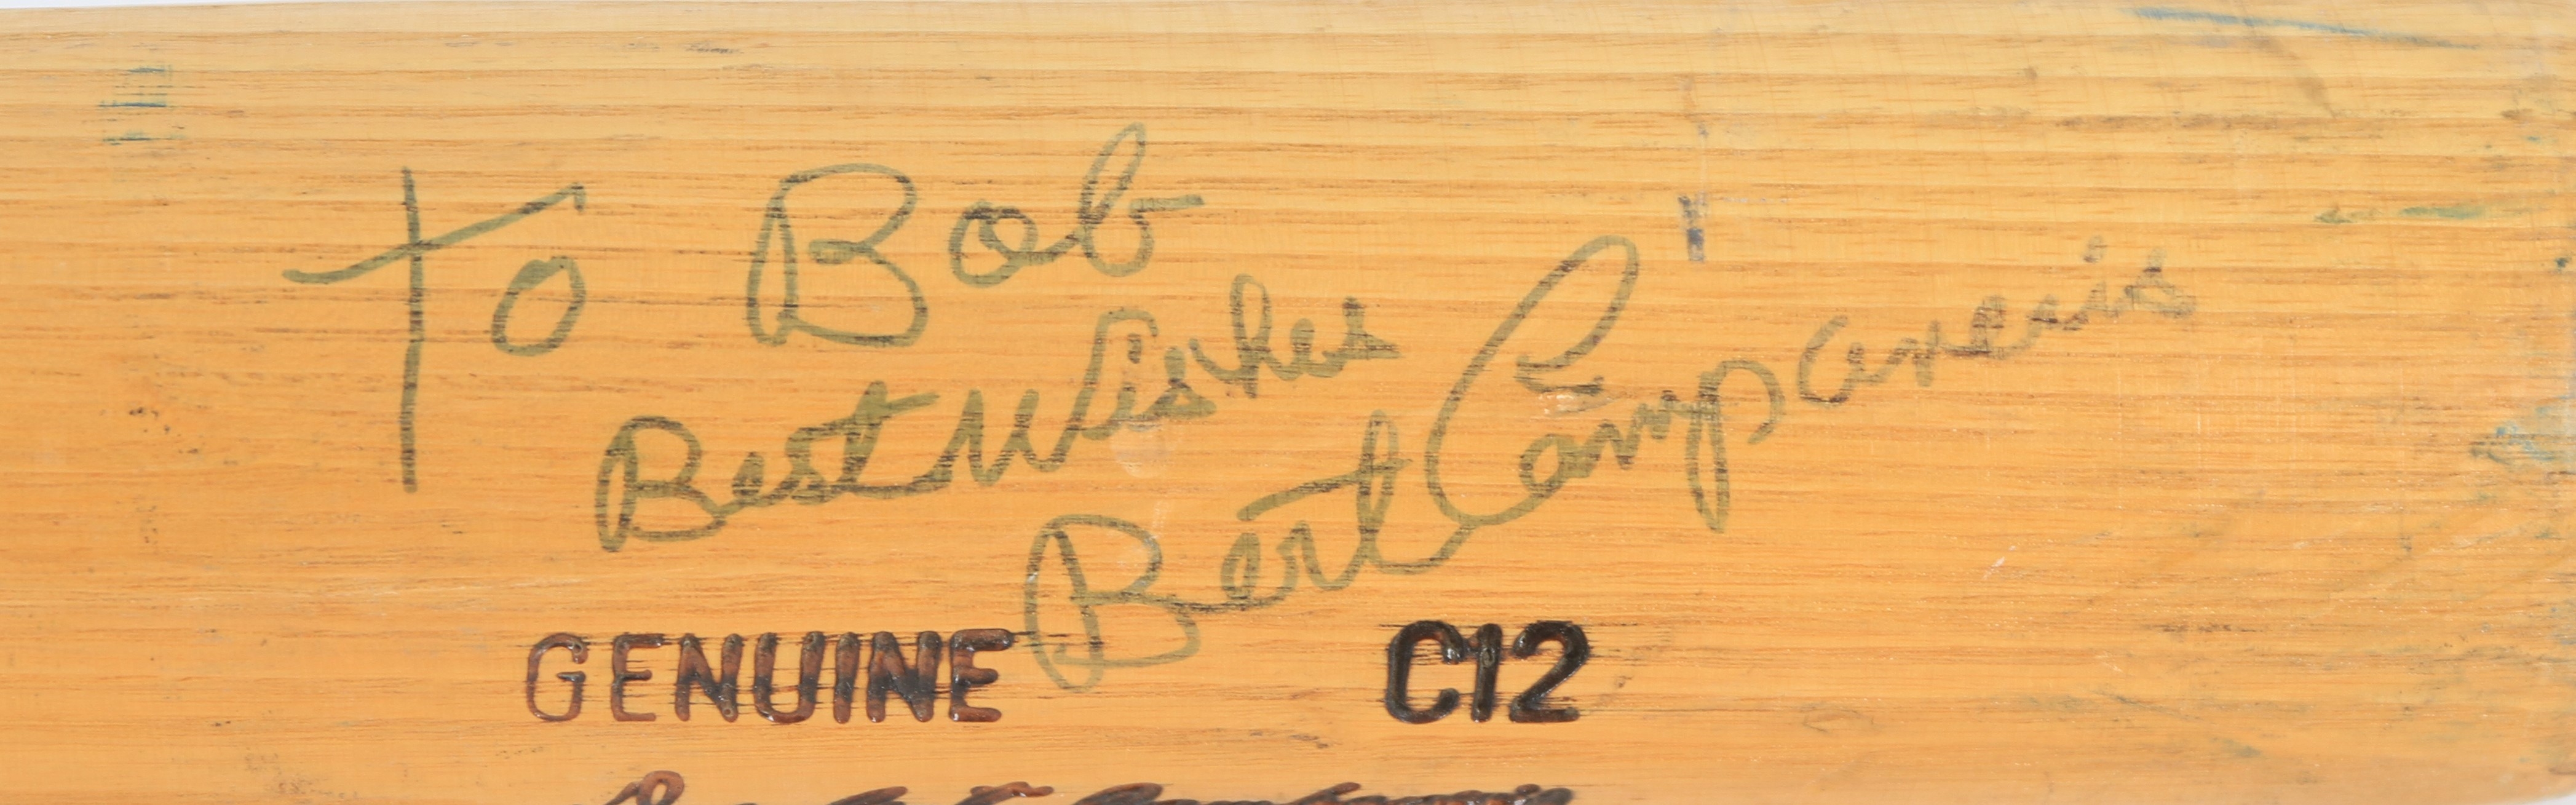 To Bob
Best Wishes
Bert Campaneris
GENUINE C12